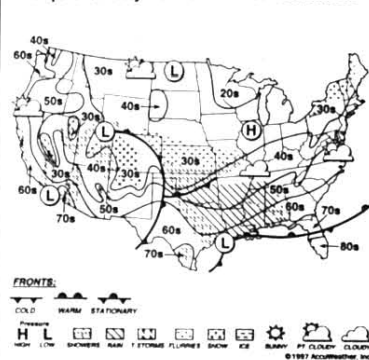 40s
60s
30s
L
20s
50s
40s
30s
30s
L
H
30s
40s
60s
30s
40s
30s
50s
L
70s
50s
60s
70s
60s
L
70s
80s
FRONTS:
COLD WARM STATIONARY
Pressure
H L
HIGH LOW SHOWERS RAIN T-STORMS FLURRIES SNOW ICE SUNNY PT CLOUDY CLOUDY
©1997 AccuWeather, Inc